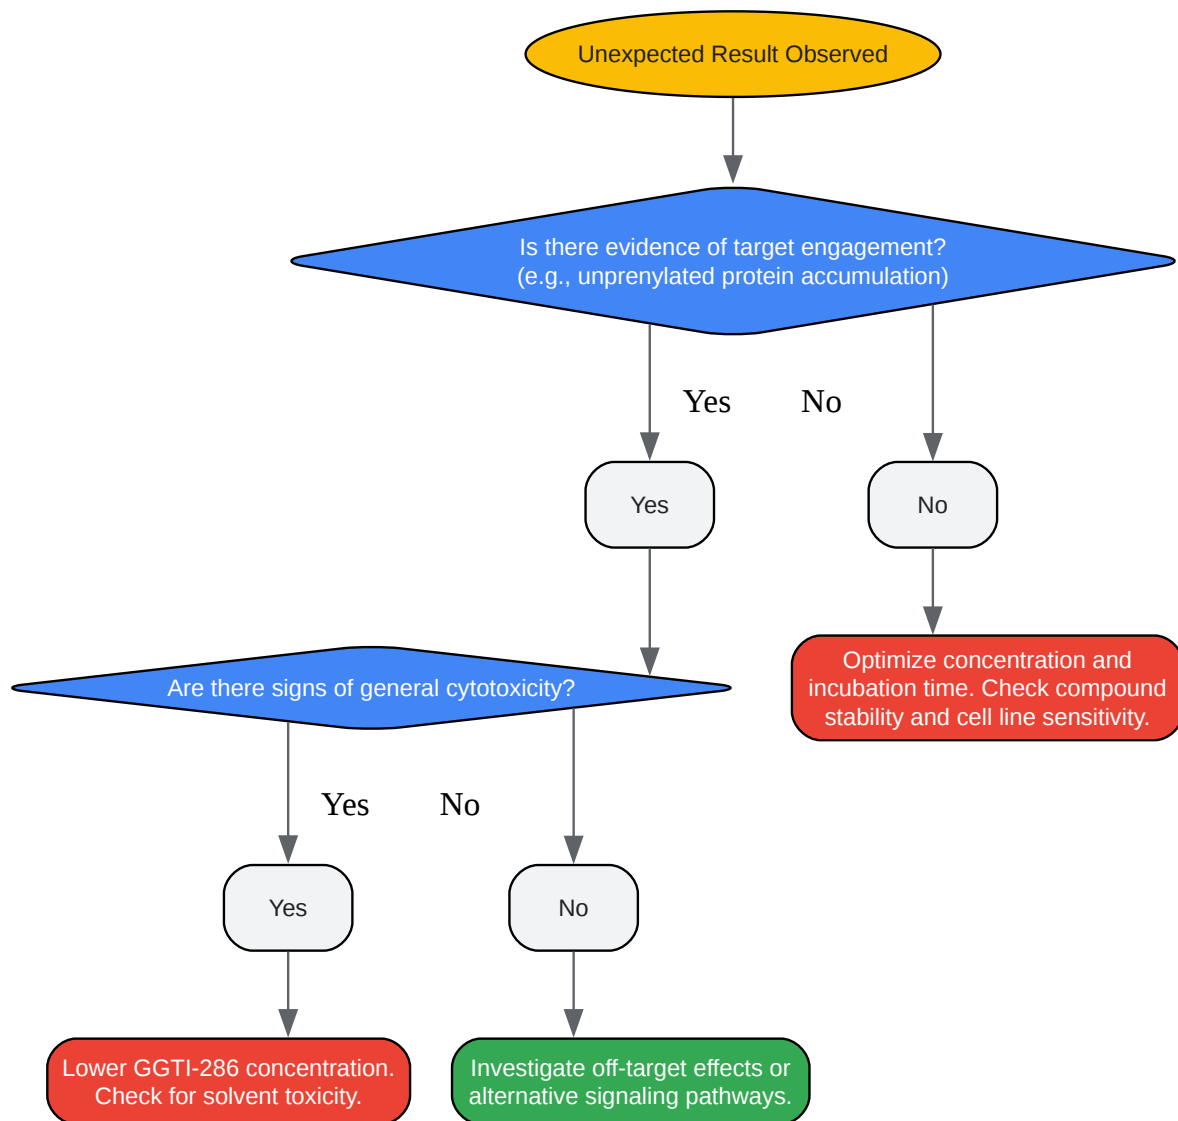 Unexpected Result Observed
Is there evidence of target engagement?
(e.g., unprenylated protein accumulation)
Yes
No
Yes
No
Optimize concentration and
incubation time. Check compound
stability and cell line sensitivity.
Are there signs of general cytotoxicity?
Yes
No
Yes
No
Lower GGTI-286 concentration.
Check for solvent toxicity.
Investigate off-target effects or
alternative signaling pathways.